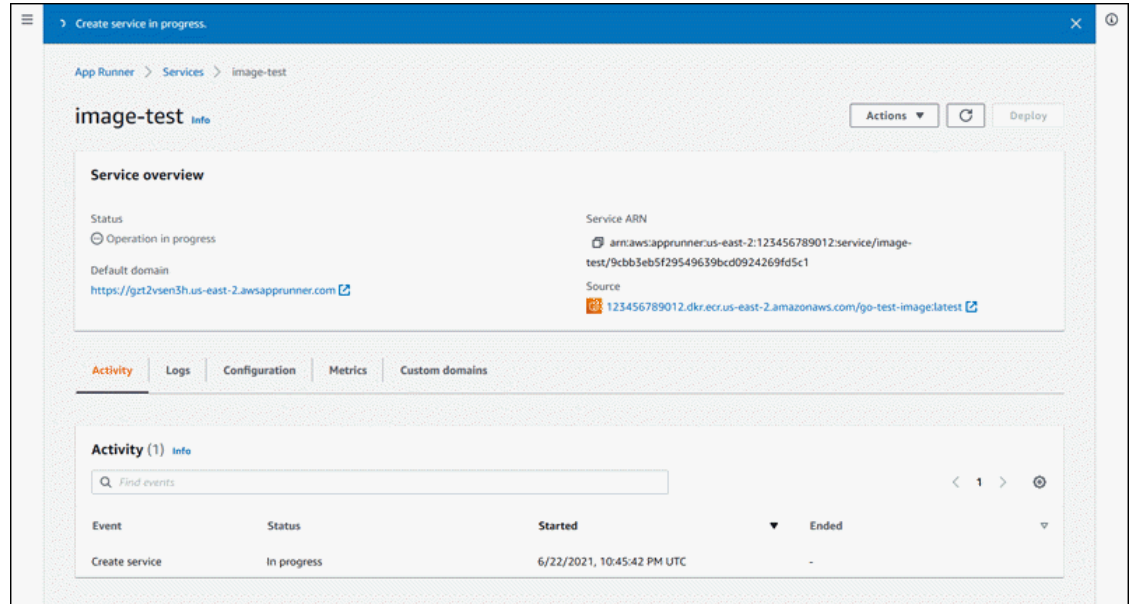 Create service in progress.
App Runner > Services > image-test
image-test Info
Actions ▼ Deploy
Service overview
Status
Operation in progress
Default domain
https://gzt2vsen3h.us-east-2.awsapprunner.com
Service ARN
arn:aws:apprunner:us-east-2:123456789012:service/image-
test/9cbb3eb5f29549639bcd0924269fd5c1
Source
123456789012.dkr.ecr.us-east-2.amazonaws.com/go-test-image:latest
Activity Logs Configuration Metrics Custom domains
Activity (1) Info
Find events
< 1 >
Event Status Started Ended
Create service In progress 6/22/2021, 10:45:42 PM UTC -